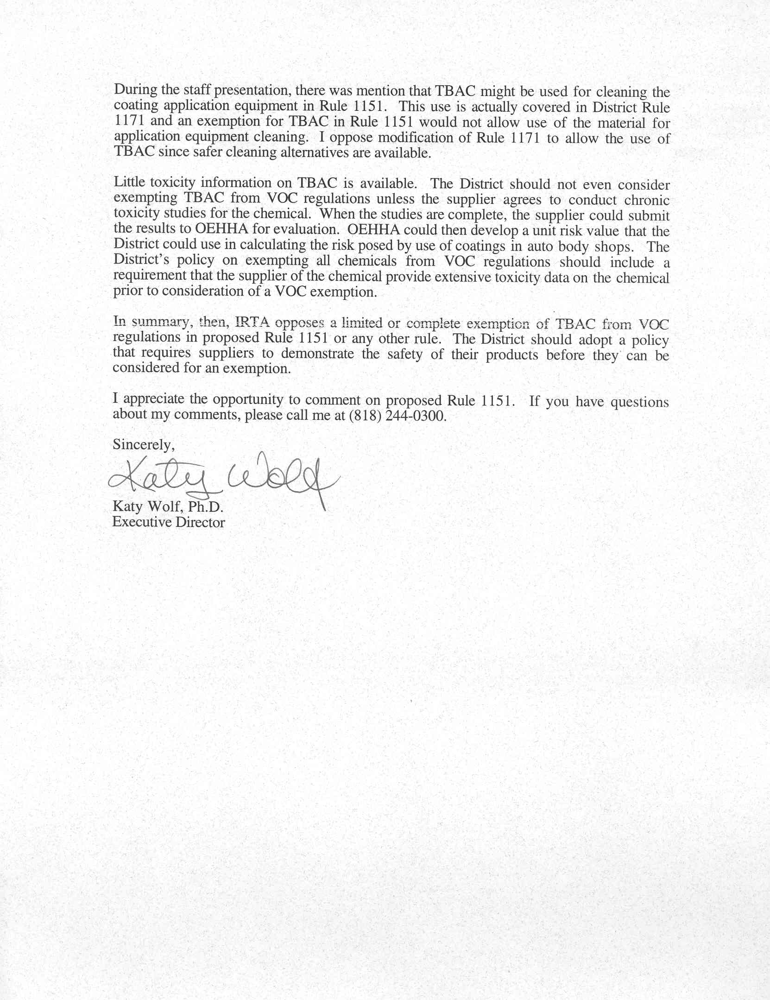 During the staff presentation, there was mention that TBAC might be used for cleaning the
coating application equipment in Rule 1151.  This use is actually covered in District Rule
1171 and an exemption for TBAC in Rule 1151 would not allow use of the material for
application equipment cleaning.  I oppose modification of Rule 1171 to allow the use of
TBAC since safer cleaning alternatives are available.
Little toxicity information on TBAC is available.  The District should not even consider
exempting TBAC from VOC regulations unless the supplier agrees to conduct chronic
toxicity studies for the chemical.  When the studies are complete, the supplier could submit
the results to OEHHA for evaluation.  OEHHA could then develop a unit risk value that the
District could use in calculating the risk posed by use of coatings in auto body shops.  The
District's policy on exempting all chemicals from VOC regulations should include a
requirement that the supplier of the chemical provide extensive toxicity data on the chemical
prior to consideration of a VOC exemption.
In summary, then, IRTA opposes a limited or complete exemption of TBAC from VOC
regulations in proposed Rule 1151 or any other rule.  The District should adopt a policy
that requires suppliers to demonstrate the safety of their products before they can be
considered for an exemption.
I appreciate the opportunity to comment on proposed Rule 1151.  If you have questions
about my comments, please call me at (818) 244-0300.
Sincerely,
Katy Wolf
Katy Wolf, Ph.D.
Executive Director